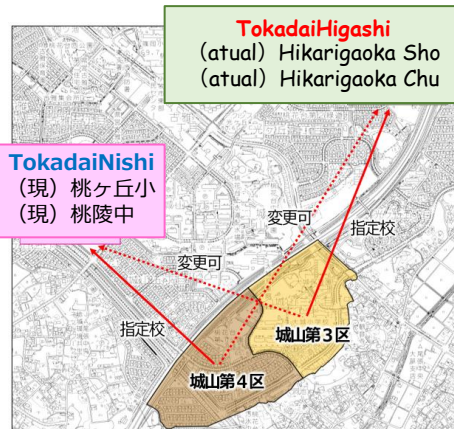 TokadaiHigashi
(atual) Hikarigaoka Sho
(atual) Hikarigaoka Chu
TokadaiNishi
(現)桃ヶ丘小
(現)桃陵中
変更可
指定校
変更可
指定校
城山第3区
城山第4区